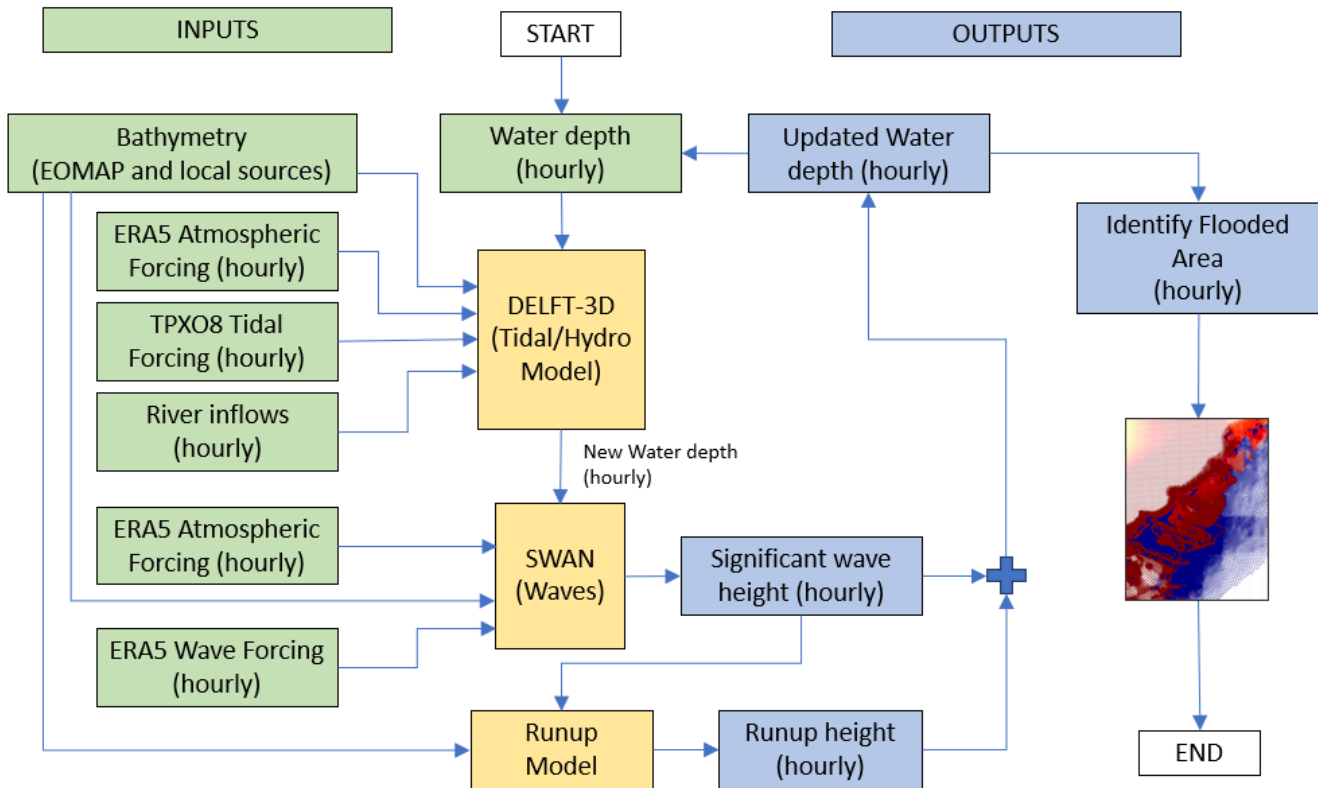 INPUTS
START
OUTPUTS
Bathymetry
(EOMAP and local sources)
Water depth
(hourly)
Updated Water
depth (hourly)
ERA5 Atmospheric
Forcing (hourly)
Identify Flooded
Area
(hourly)
DELFT-3D
(Tidal/Hydro
Model)
TPXO8 Tidal
Forcing (hourly)
River inflows
(hourly)
New Water depth
(hourly)
ERA5 Atmospheric
Forcing (hourly)
SWAN
(Waves)
Significant wave
height (hourly)
ERA5 Wave Forcing
(hourly)
Runup
Model
Runup height
(hourly)
END